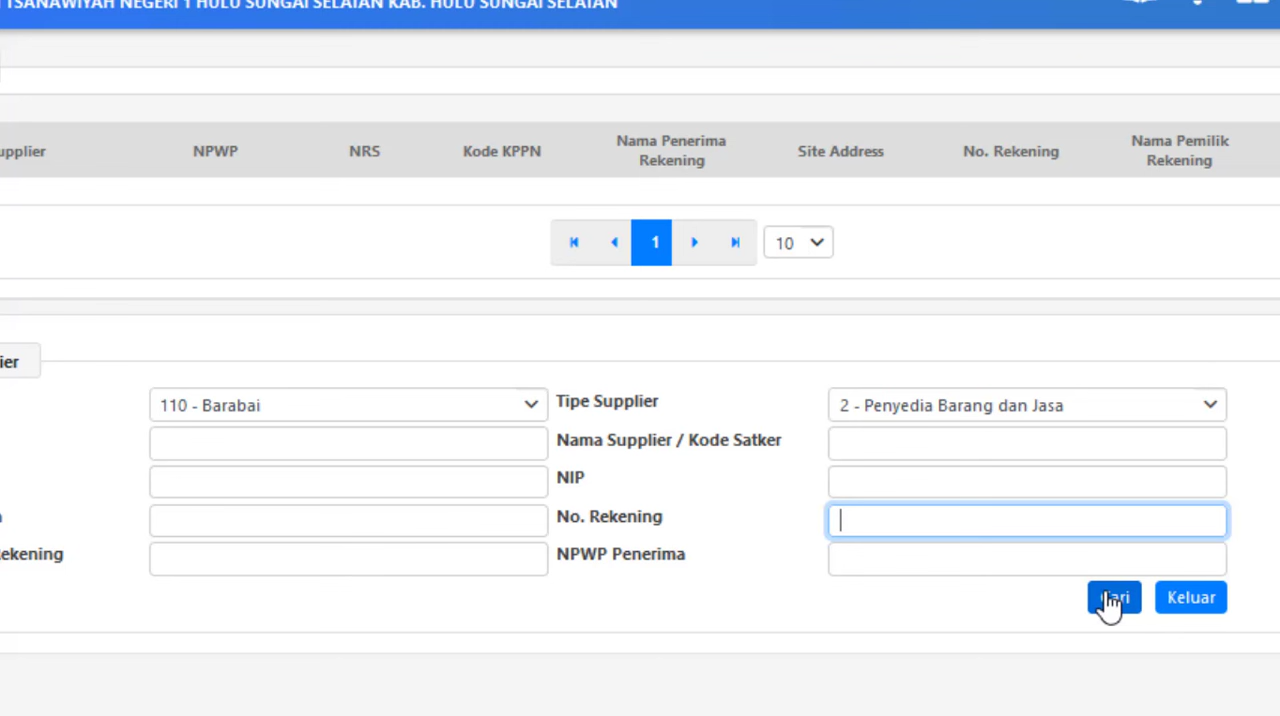 TSANAWIYAH NEGERI 1 HULU SUNGAI SELATAN KAB. HULU SUNGAI SELATAN
upplier NPWP NRS Kode KPPN Nama Penerima Rekening Site Address No. Rekening Nama Pemilik Rekening
1 10
ier
110 - Barabai Tipe Supplier 2 - Penyedia Barang dan Jasa
Nama Supplier / Kode Satker
NIP
No. Rekening
ekening NPWP Penerima
Keluar